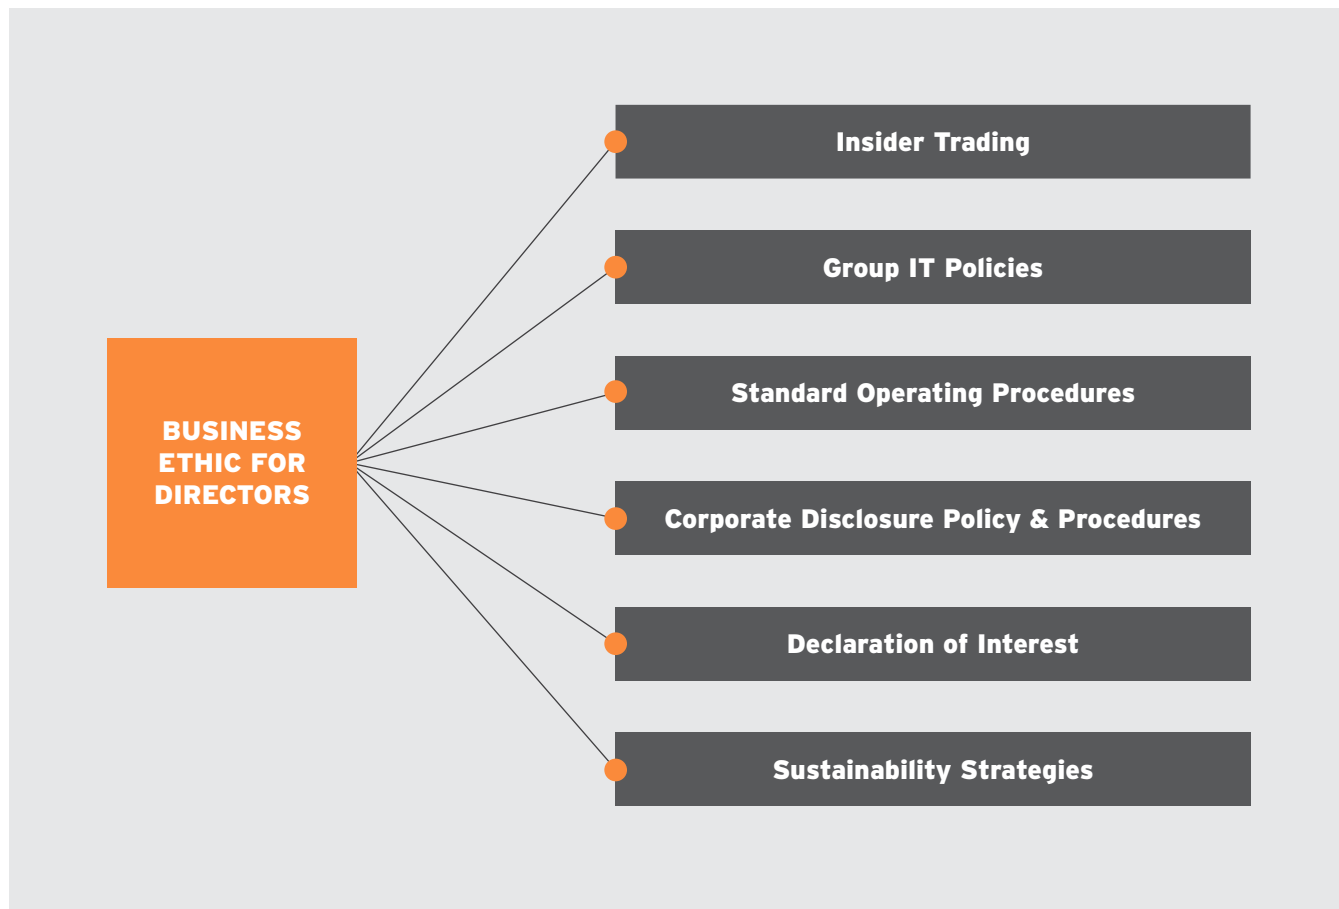 Insider Trading
Group IT Policies
Standard Operating Procedures
BUSINESS
ETHIC FOR
DIRECTORS
Corporate Disclosure Policy & Procedures
Declaration of Interest
Sustainability Strategies